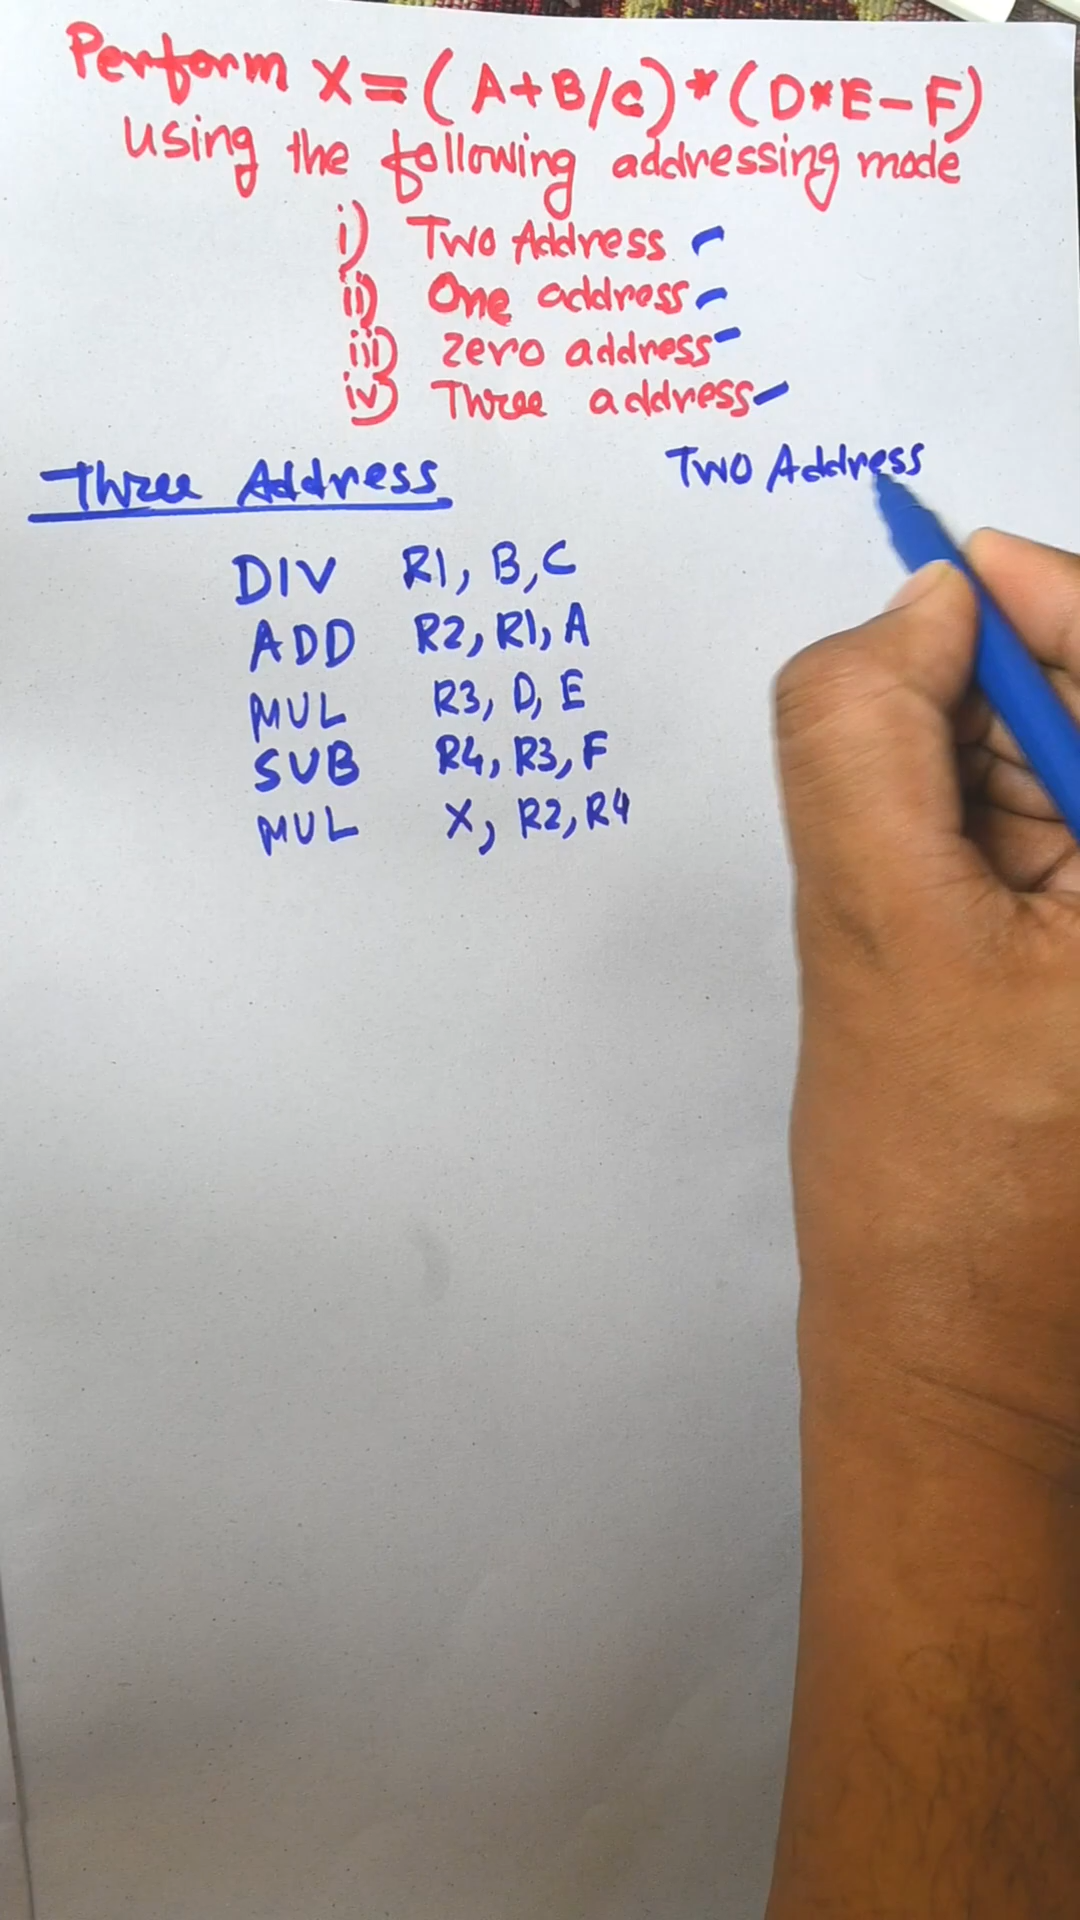 Perform X = (A+B/C)*(D*E-F)
using the following addressing mode
i) Two Address
ii) One address
iii) zero address
iv) Three address
Three Address
DIV R1, B,C
ADD R2, R1, A
MUL R3, D, E
SUB R4, R3, F
MUL X, R2, R4
Two Address